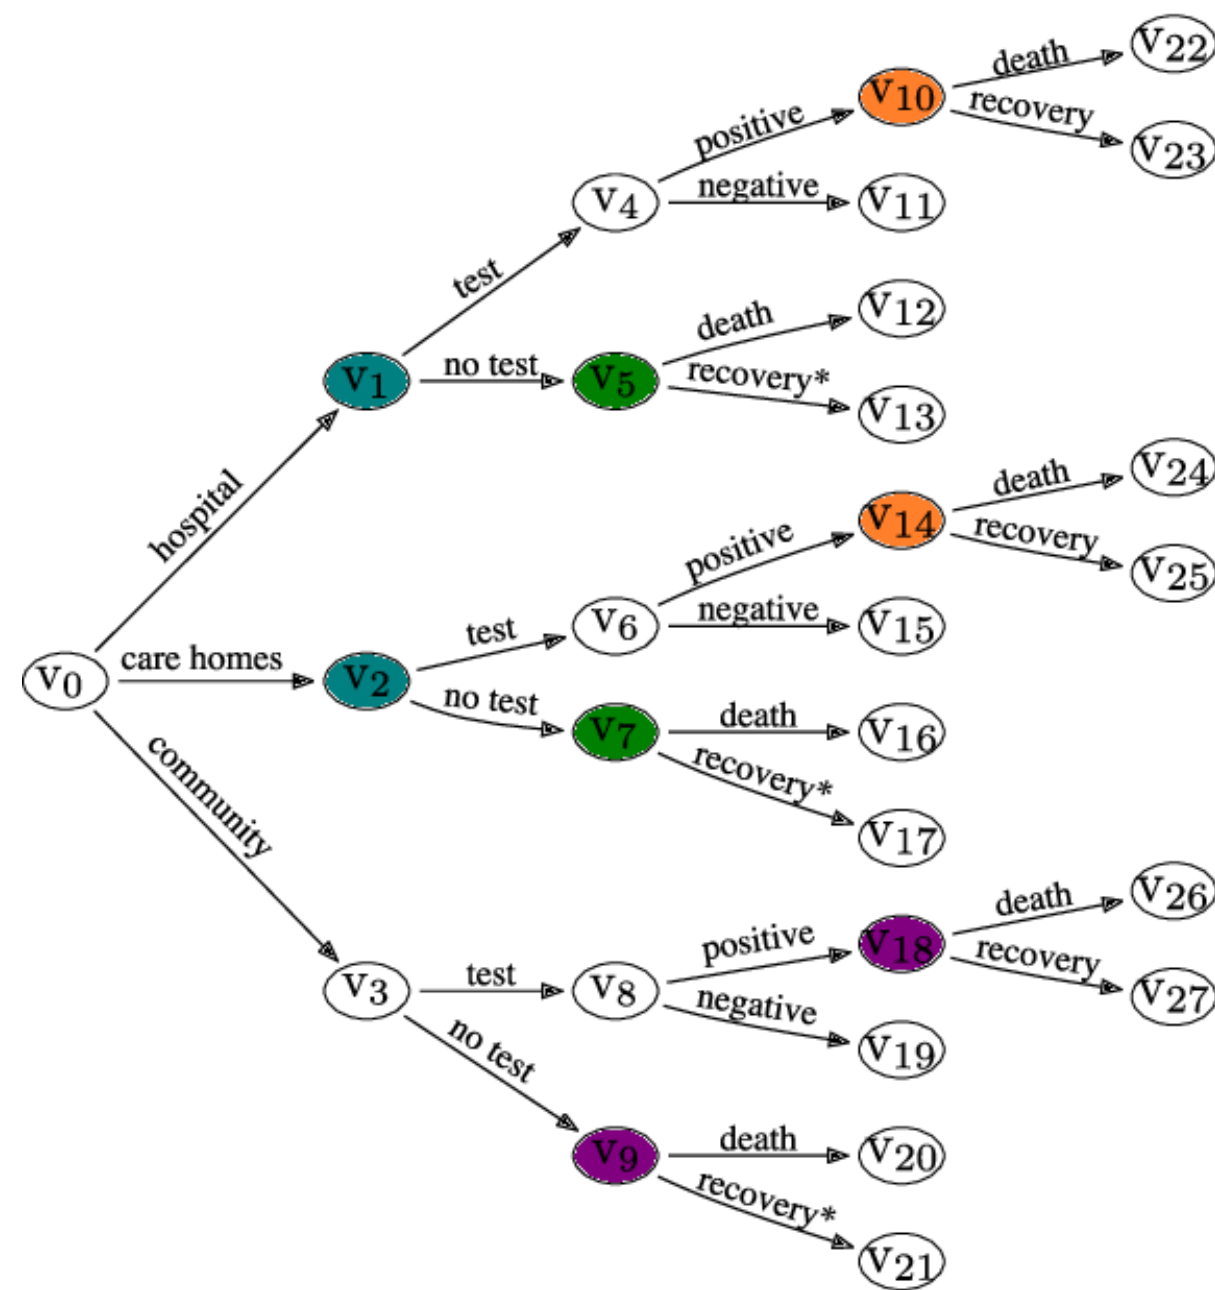 v22
death
v10
recovery
positive
v23
v4
negative
v11
test
death
v12
v1
no test
v5
recovery*
v13
hospital
death
v24
v14
positive
recovery
v25
v6
negative
v15
test
care homes
v0
v2
no test
v7
death
v16
recovery*
community
v17
death
v26
positive
v18
recovery
v3
test
v8
v27
negative
v19
no test
death
v9
v20
recovery*
v21